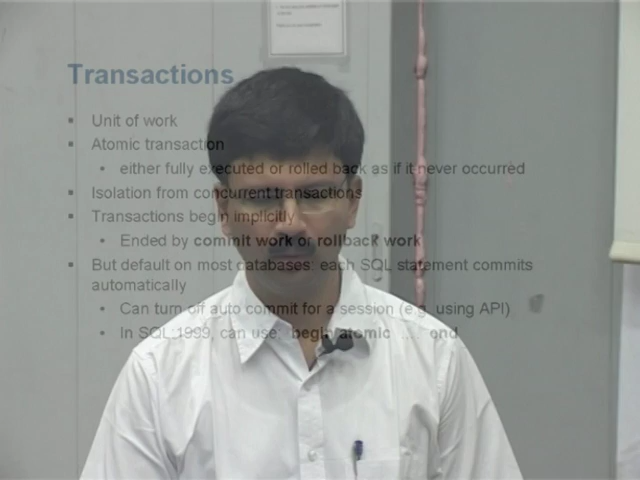 Transactions
Unit of work
Atomic transaction
either fully executed or rolled back as if it never occurred
Isolation from concurrent transactions
Transactions begin implicitly
Ended by commit work or rollback work
But default on most databases: each SQL statement commits
automatically
Can turn off auto commit for a session (e.g. using API)
In SQL:1999, can use: begin atomic .... end